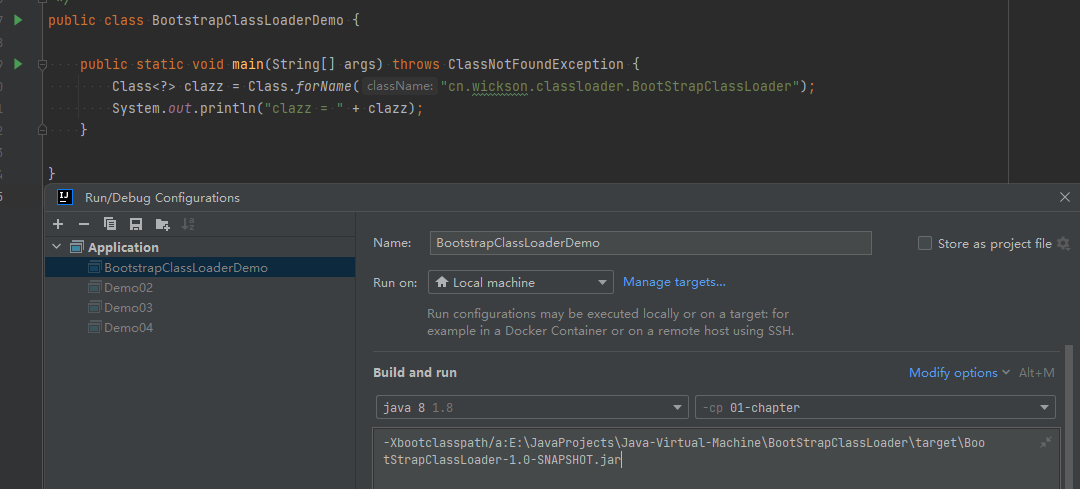 */
public class BootstrapClassLoaderDemo {
public static void main(String[] args) throws ClassNotFoundException {
Class<?> clazz = Class.forName( className: "cn.wickson.classloader.BootStrapClassLoader");
System.out.println("clazz = " + clazz);
}
}
IJ Run/Debug Configurations
Application
BootstrapClassLoaderDemo
Demo02
Demo03
Demo04
Name: BootstrapClassLoaderDemo Store as project file
Run on: Local machine Manage targets...
Run configurations may be executed locally or on a target: for
example in a Docker Container or on a remote host using SSH.
Build and run Modify options Alt+M
java 8 1.8 -cp 01-chapter
-Xbootclasspath/a:E:\JavaProjects\Java-Virtual-Machine\BootStrapClassLoader\target\Boo
tStrapClassLoader-1.0-SNAPSHOT.jar